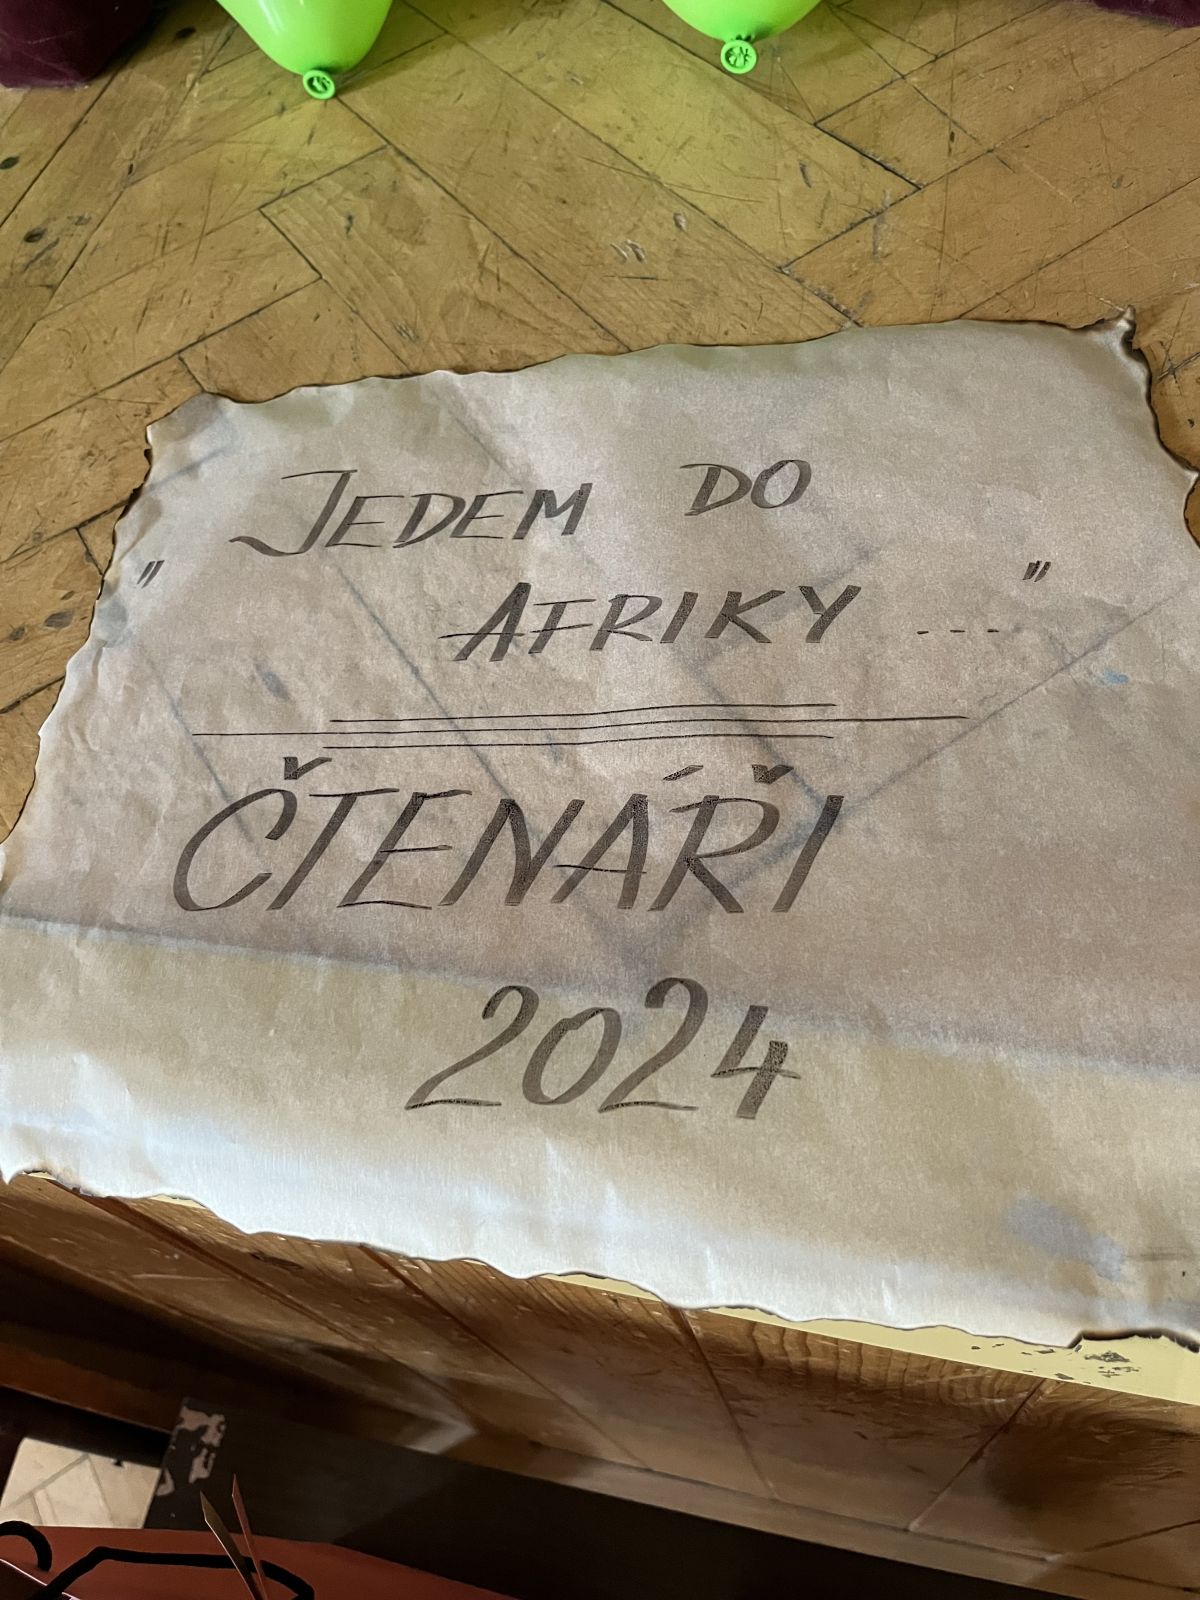 JEDEM DO
" AFRIKY ... "
ČTENÁŘI
2024